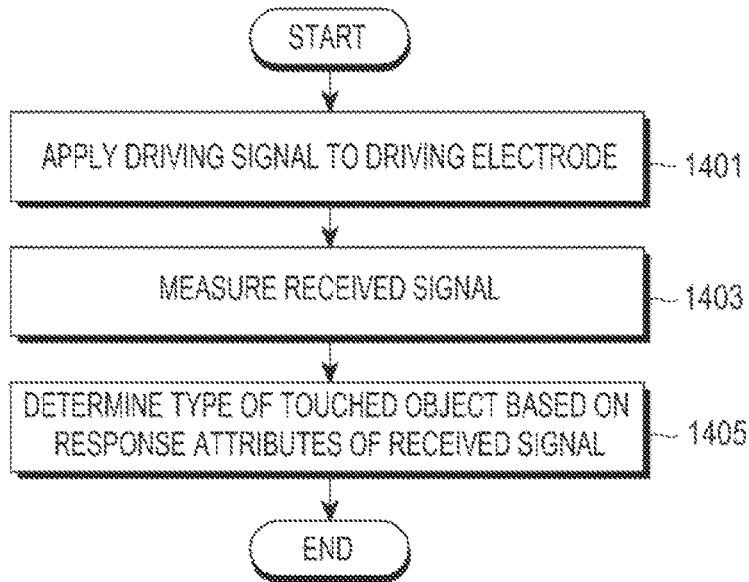 START
APPLY DRIVING SIGNAL TO DRIVING ELECTRODE
1401
MEASURE RECEIVED SIGNAL
1403
DETERMINE TYPE OF TOUCHED OBJECT BASED ON
RESPONSE ATTRIBUTES OF RECEIVED SIGNAL
1405
END